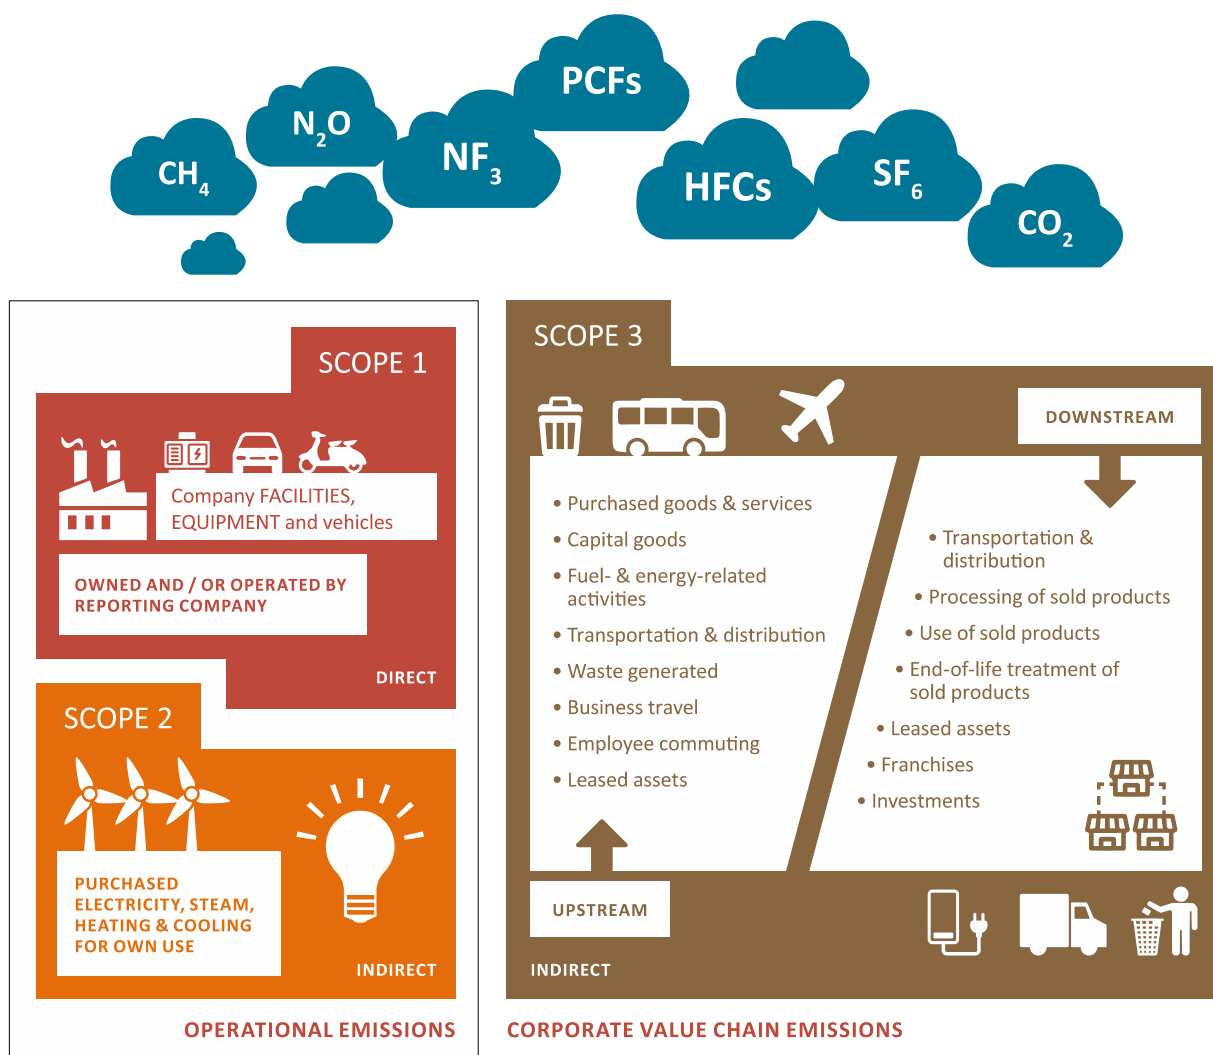 PCFs
N₂O
NF₃
CH₄
HFCs
SF₆
CO₂
SCOPE 1
Company FACILITIES,
EQUIPMENT and vehicles
OWNED AND / OR OPERATED BY
REPORTING COMPANY
DIRECT
SCOPE 2
PURCHASED
ELECTRICITY, STEAM,
HEATING & COOLING
FOR OWN USE
INDIRECT
OPERATIONAL EMISSIONS
SCOPE 3
• Purchased goods & services
• Capital goods
• Fuel- & energy-related
activities
• Transportation & distribution
• Waste generated
• Business travel
• Employee commuting
• Leased assets
UPSTREAM
INDIRECT
DOWNSTREAM
• Transportation &
distribution
• Processing of sold products
• Use of sold products
• End-of-life treatment of
sold products
• Leased assets
• Franchises
• Investments
CORPORATE VALUE CHAIN EMISSIONS